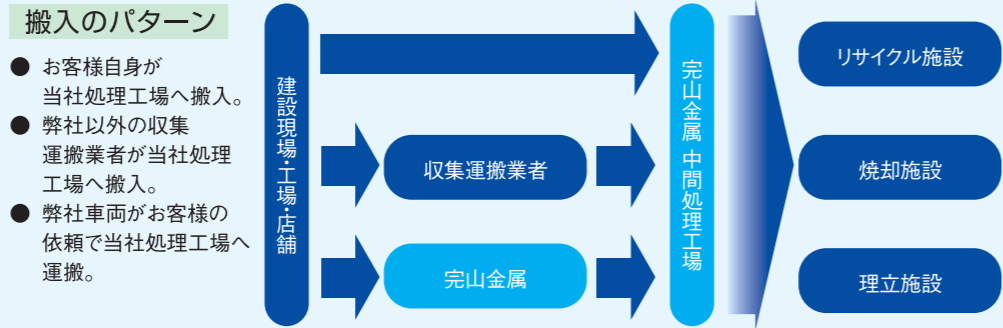 搬入のパターン
● お客様自身が
当社処理工場へ搬入。
● 弊社以外の収集
運搬業者が当社処理
工場へ搬入。
● 弊社車両がお客様の
依頼で当社処理工場へ
運搬。
建設現場・工場・店舗
収集運搬業者
完山金属
完山金属 中間処理工場
リサイクル施設
焼却施設
理立施設